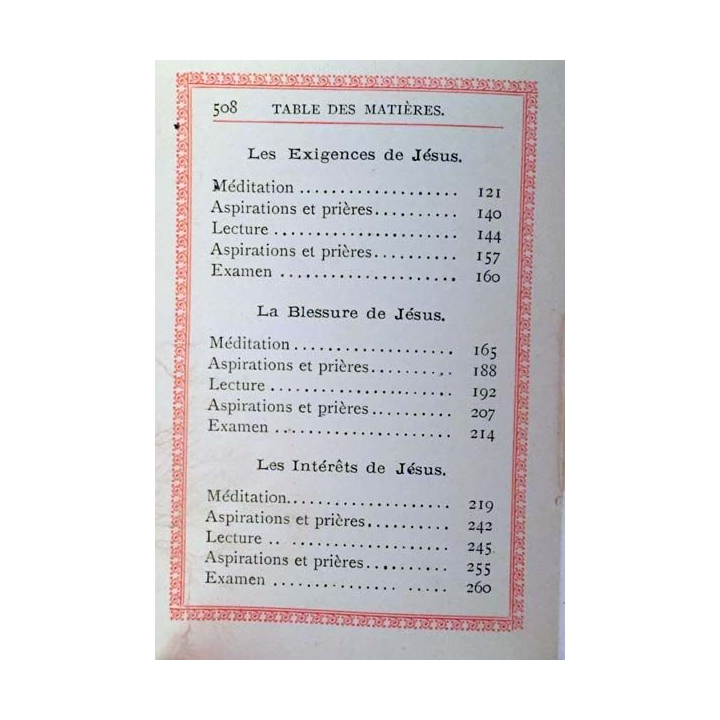 508 TABLE DES MATIÈRES.
Les Exigences de Jésus.
Méditation ................... 121
Aspirations et prières.......... 140
Lecture ...................... 144
Aspirations et prières.......... 157
Examen ..................... 160
La Blessure de Jésus.
Méditation................... 165
Aspirations et prières.......... 188
Lecture ...................... 192
Aspirations et prières.......... 207
Examen ..................... 214
Les Intérêts de Jésus.
Méditation.................... 219
Aspirations et prières.......... 242
Lecture .. ................... 245
Aspirations et prières.......... 255
Examen ............... ..... 260